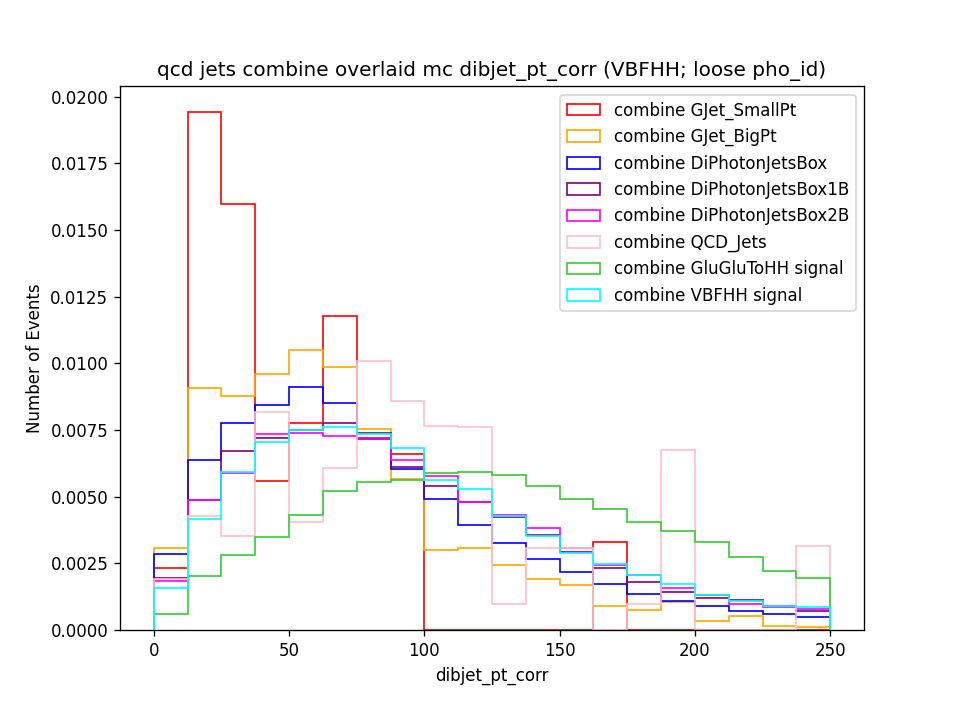 qcd jets combine overlaid mc dibjet_pt_corr (VBFHH; loose pho_id)
0.0200
0.0175
0.0150
0.0125
0.0100
0.0075
0.0050
0.0025
0.0000
Number of Events
combine GJet_SmallPt
combine GJet_BigPt
combine DiPhotonJetsBox
combine DiPhotonJetsBox1B
combine DiPhotonJetsBox2B
combine QCD_Jets
combine GluGluToHH signal
combine VBFHH signal
0 50 100 150 200 250
dibjet_pt_corr